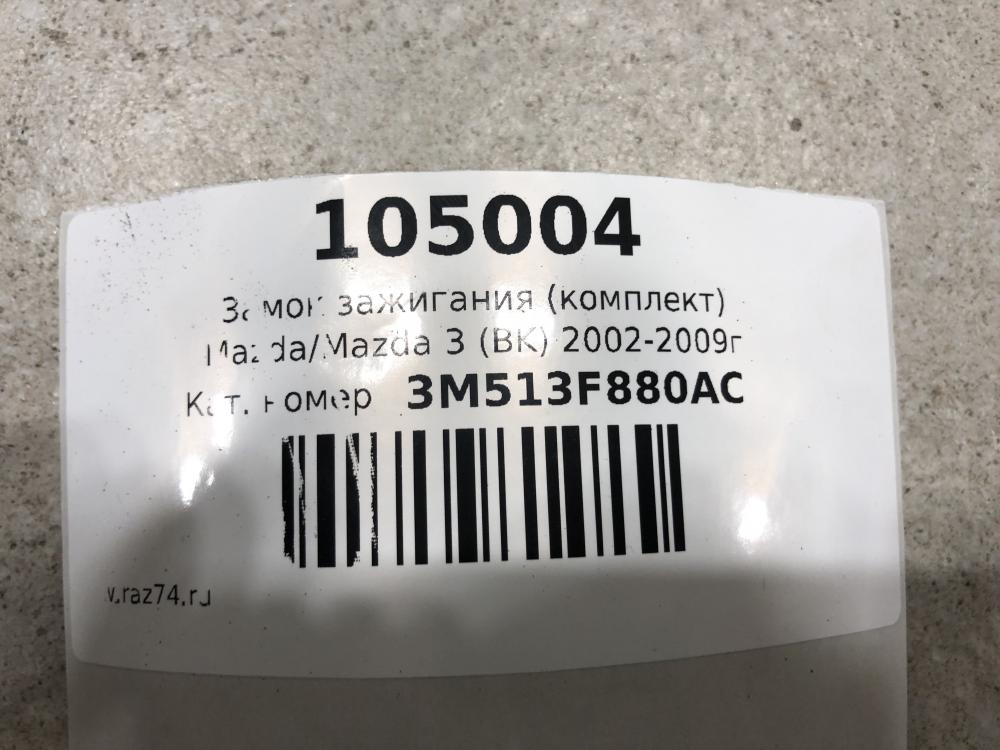 105004
Замок зажигания (комплект)
Mazda/Mazda 3 (BK) 2002-2009г
Кат. номер 3M513F880AC
w.raz74.ru